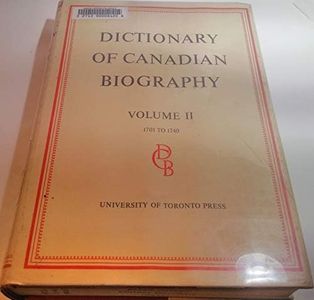 DICTIONARY
OF CANADIAN
BIOGRAPHY
VOLUME II
1701 TO 1740
DCB
UNIVERSITY OF TORONTO PRESS